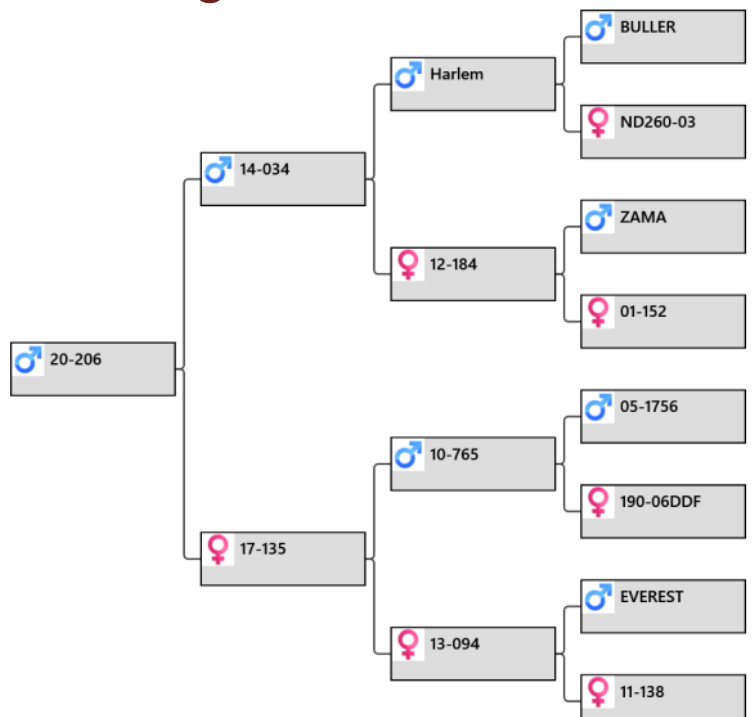 BULLER
Harlem
ND260-03
14-034
ZAMA
12-184
01-152
20-206
05-1756
10-765
190-06DDF
17-135
EVEREST
13-094
11-138